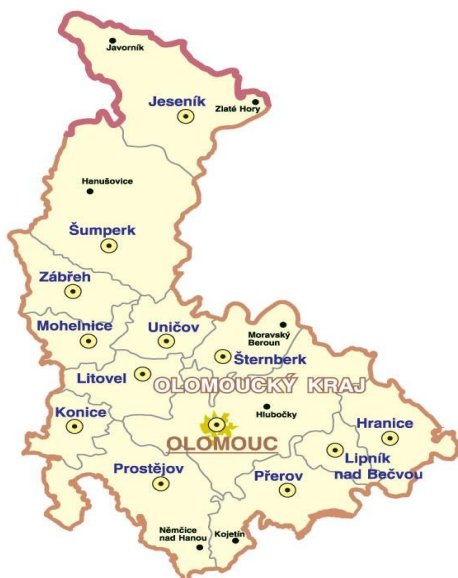 Javorník
Jeseník
Zlaté Hory
Hanušovice
Šumperk
Zábřeh
Mohelnice
Uničov
Moravský
Beroun
Šternberk
Litovel
OLOMOUCKÝ KRAJ
Hlubočky
Konice
OLOMOUC
Hranice
Lipník
nad Bečvou
Prostějov
Přerov
Němčice
nad Hanou
Kojetín